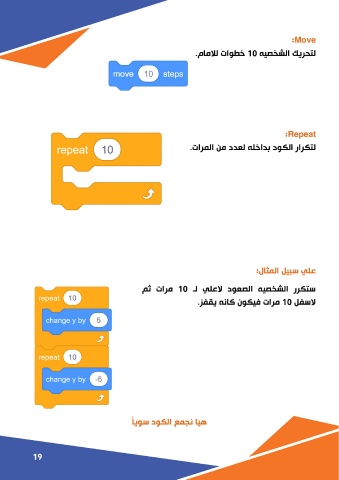 Move:
لتحريك الشخصيه 10 خطوات للامام.
move 10 steps
Repeat:
لتكرار الكود بداخله لعدد من المرات.
repeat 10
علي سبيل المثال:
ستكرر الشخصيه الصعود لاعلي لـ 10 مرات ثم
لاسفل 10 مرات فيكون كانه يقفز.
repeat 10
change y by 5
repeat 10
change y by -5
هيا نجمع الكود سوياً
19